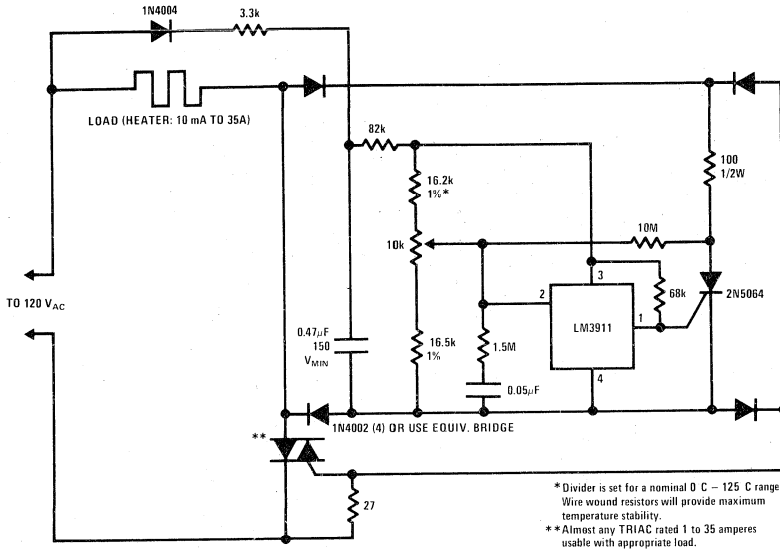 1N4004
3.3k
LOAD (HEATER: 10 mA TO 35A)
82k
16.2k
1%*
100
1/2W
10k
10M
TO 120 VAC
2
3
68k
2N5064
LM3911
1
4
0.47µF
150
VMIN
16.5k
1%
1.5M
0.05µF
1N4002 (4) OR USE EQUIV. BRIDGE
**
27
* Divider is set for a nominal 0 C – 125 C range
Wire wound resistors will provide maximum
temperature stability.
** Almost any TRIAC rated 1 to 35 amperes
usable with appropriate load.